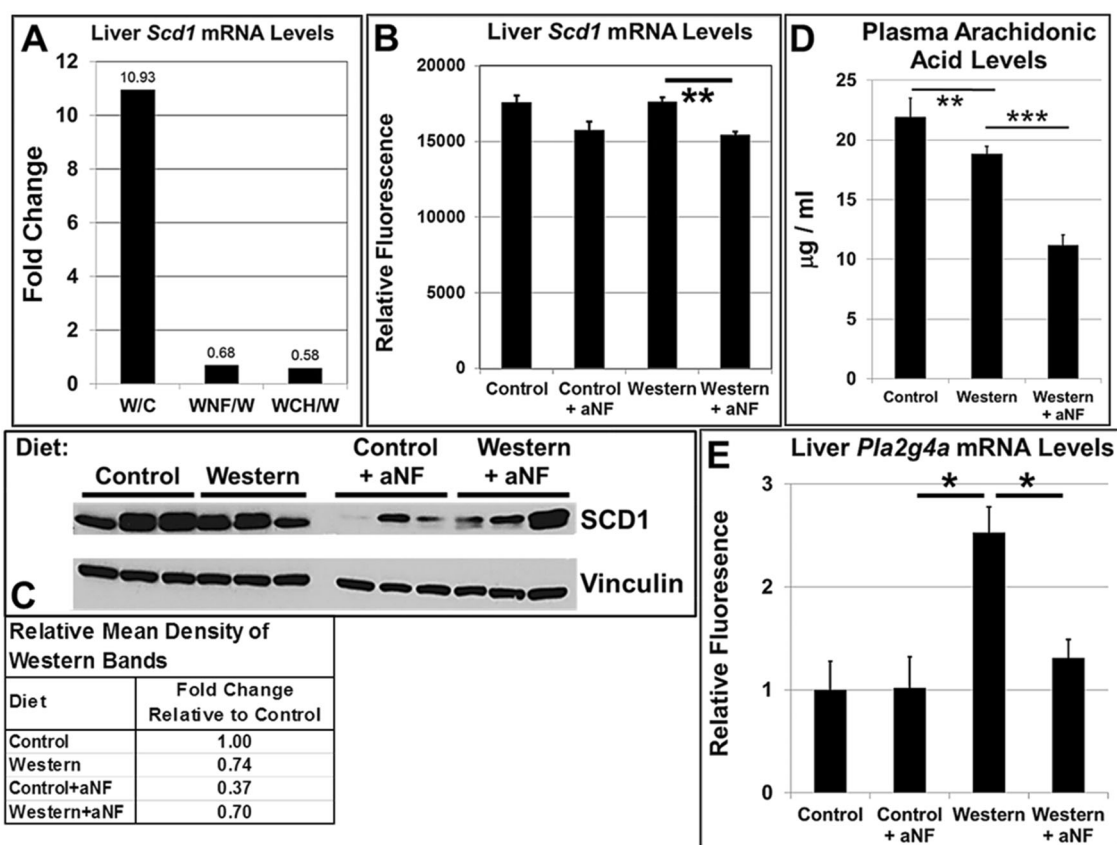 A
Liver Scd1 mRNA Levels
Fold Change
12
10
8
6
4
2
0
10.93
0.68
0.58
W/C
WNF/W
WCH/W
B
Liver Scd1 mRNA Levels
Relative Fluorescence
20000
15000
10000
5000
0
**
Control
Control
+ aNF
Western
Western
+ aNF
D
Plasma Arachidonic
Acid Levels
µg / ml
25
20
15
10
5
0
**
***
Control
Western
Western
+ aNF
Diet:
Control
Western
Control
+ aNF
Western
+ aNF
SCD1
Vinculin
C
Relative Mean Density of
Western Bands
Diet
Fold Change
Relative to Control
Control 1.00
Western 0.74
Control+aNF 0.37
Western+aNF 0.70
E
Liver Pla2g4a mRNA Levels
Relative Fluoresence
3
2
1
0
*
*
Control
Control
+ aNF
Western
Western
+ aNF